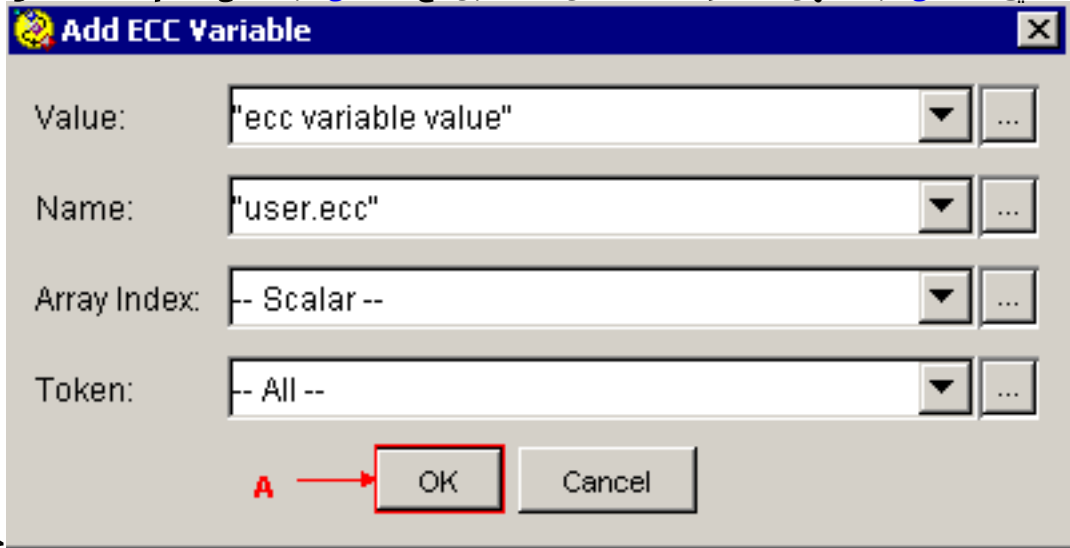 Add ECC Variable
Value: "ecc variable value" ...
Name: "user.ecc" ...
Array Index: -- Scalar -- ...
Token: -- All -- ...
A OK Cancel